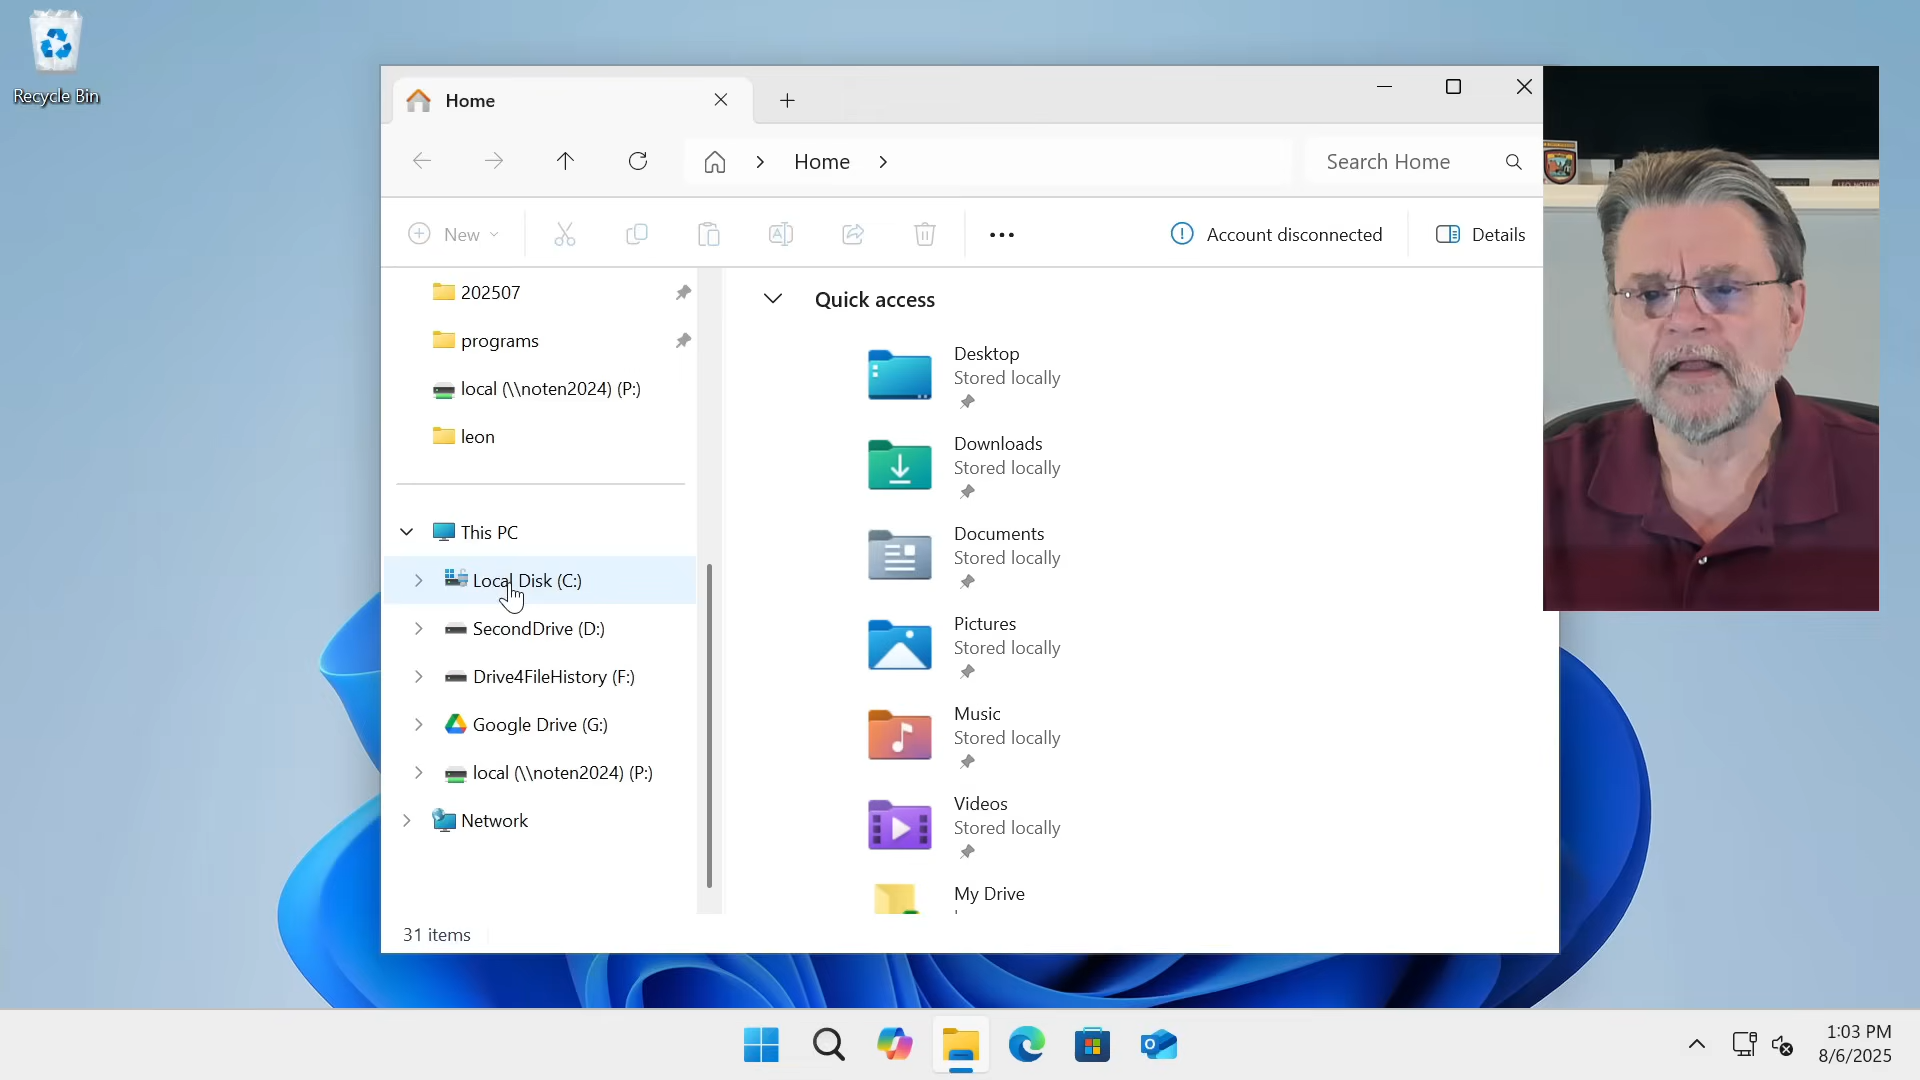 Recycle Bin
Home
Home
Search Home
New
Account disconnected
Details
202507
programs
local (\\noten2024) (P:)
leon
This PC
Local Disk (C:)
SecondDrive (D:)
Drive4FileHistory (F:)
Google Drive (G:)
local (\\noten2024) (P:)
Network
Quick access
Desktop
Stored locally
Downloads
Stored locally
Documents
Stored locally
Pictures
Stored locally
Music
Stored locally
Videos
Stored locally
My Drive
31 items
1:03 PM
8/6/2025